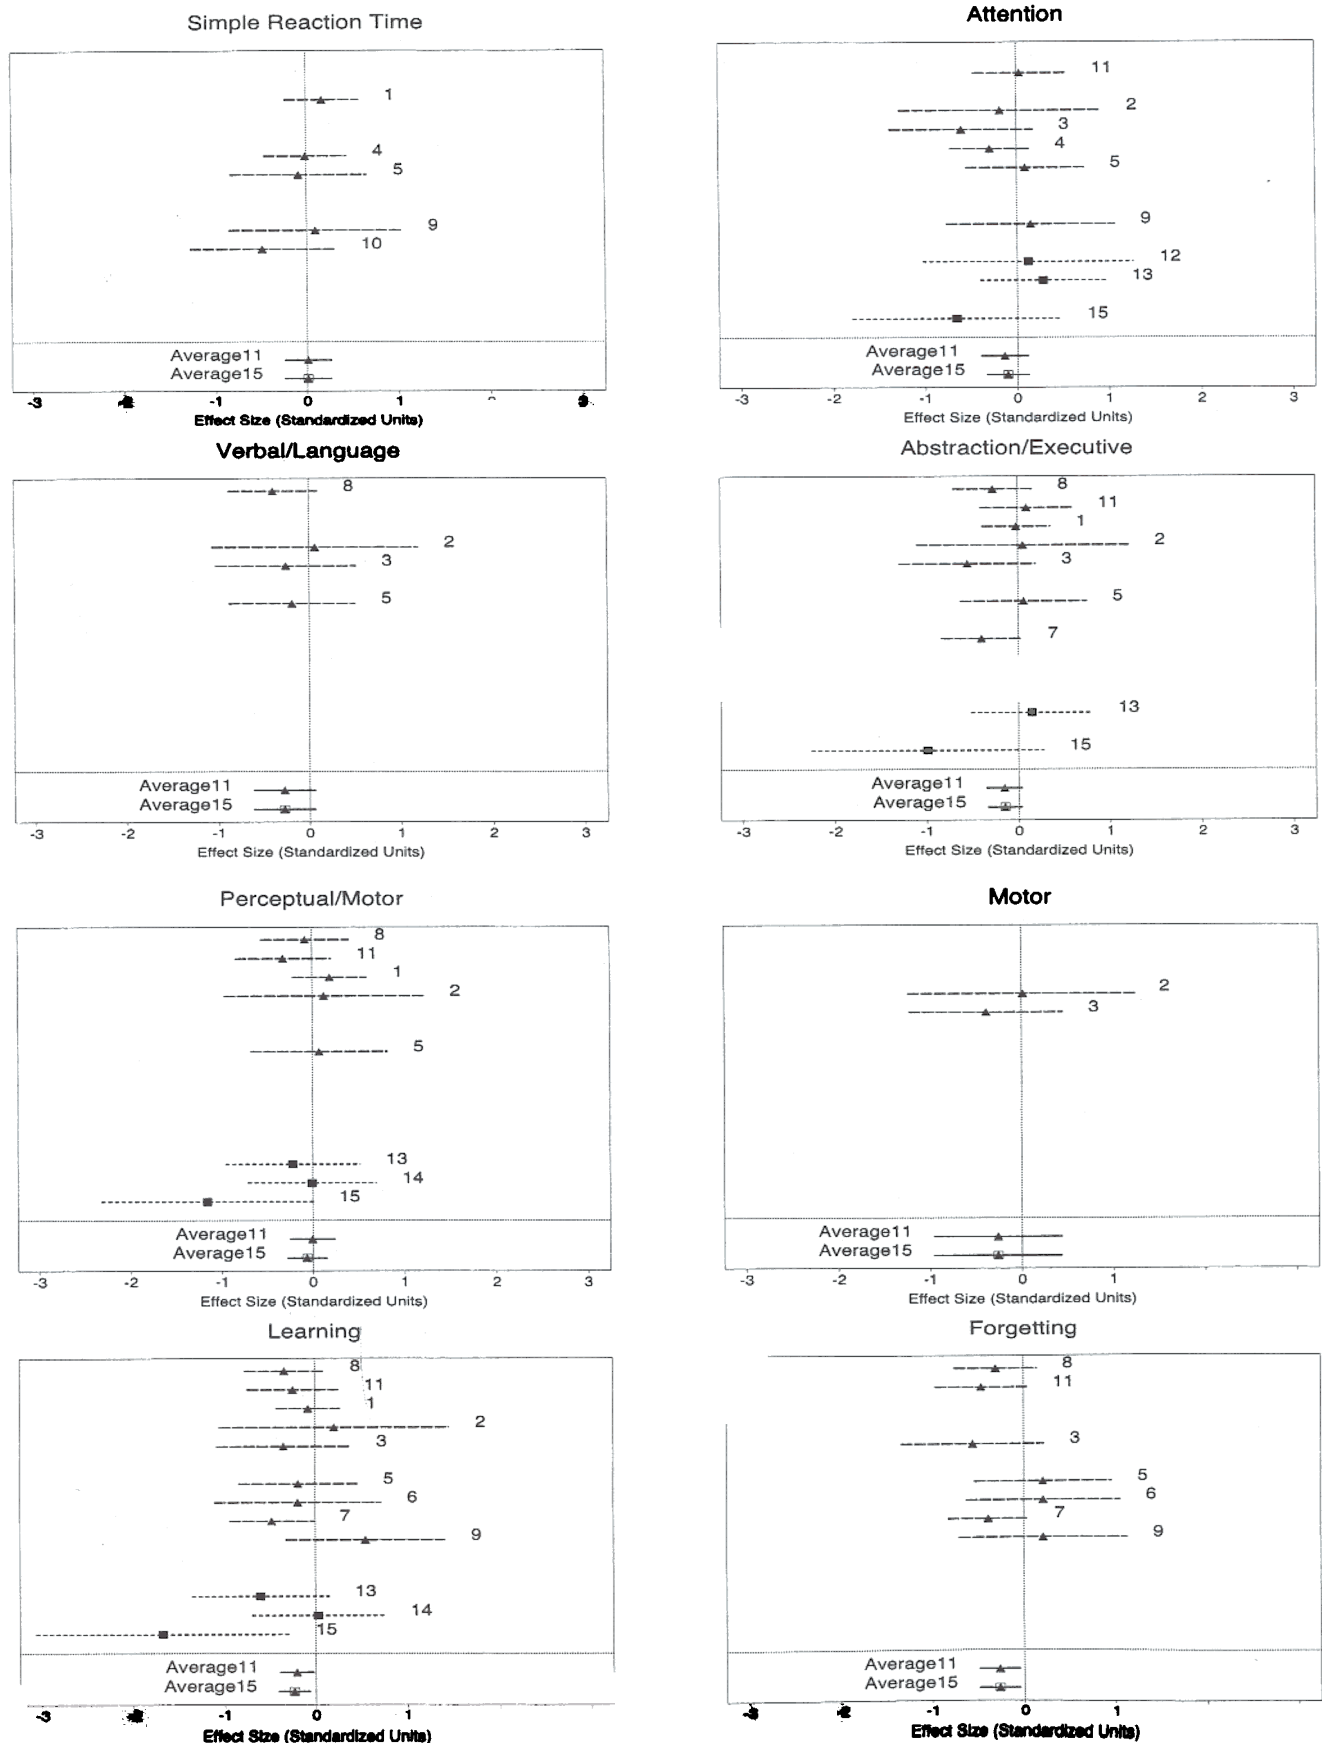 Simple Reaction Time
1
4
5
9
10
Average11
Average15
-3 -1 0 1
Effect Size (Standardized Units)
Attention
11
2
3
4
5
9
12
13
15
Average11
Average15
-3 -2 -1 0 1 2 3
Effect Size (Standardized Units)
Verbal/Language
8
2
3
5
Average11
Average15
-3 -2 -1 0 1 2 3
Effect Size (Standardized Units)
Abstraction/Executive
8
11
1
2
3
5
7
13
15
Average11
Average15
-3 -2 -1 0 1 2 3
Effect Size (Standardized Units)
Perceptual/Motor
8
11
1
2
5
13
14
15
Average11
Average15
-3 -2 -1 0 1 2 3
Effect Size (Standardized Units)
Motor
2
3
Average11
Average15
-3 -2 -1 0 1
Effect Size (Standardized Units)
Learning
8
11
1
2
3
5
6
7
9
13
14
15
Average11
Average15
-3 -1 0 1
Effect Size (Standardized Units)
Forgetting
8
11
3
5
6
7
9
Average11
Average15
-1 0 1
Effect Size (Standardized Units)